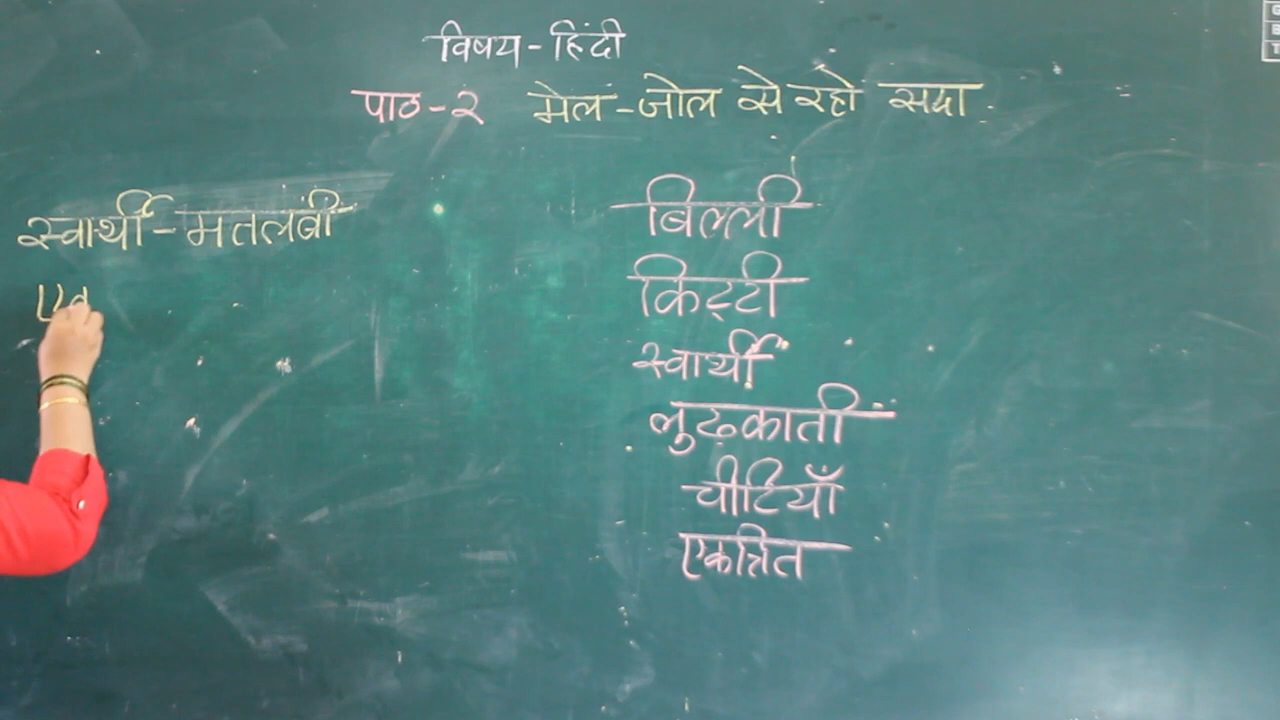 विषय - हिंदी
पाठ - २ मेल - जोल से रहो सदा
स्वार्थी - मतलबी
बिल्ली
किट्टी
स्वार्थी
लुढ़काती
चीटियाँ
एकत्रित